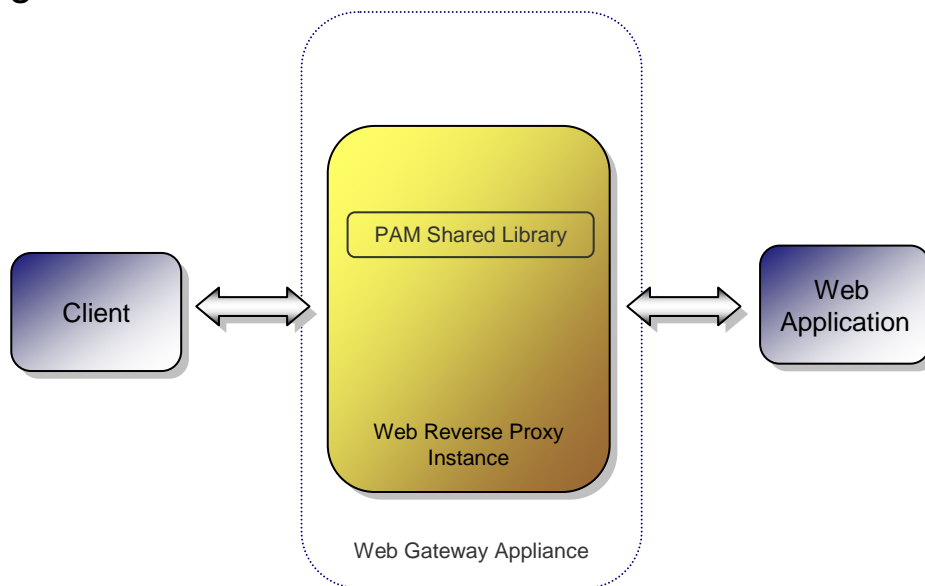 PAM Shared Library
Client
Web
Application
Web Reverse Proxy
Instance
Web Gateway Appliance